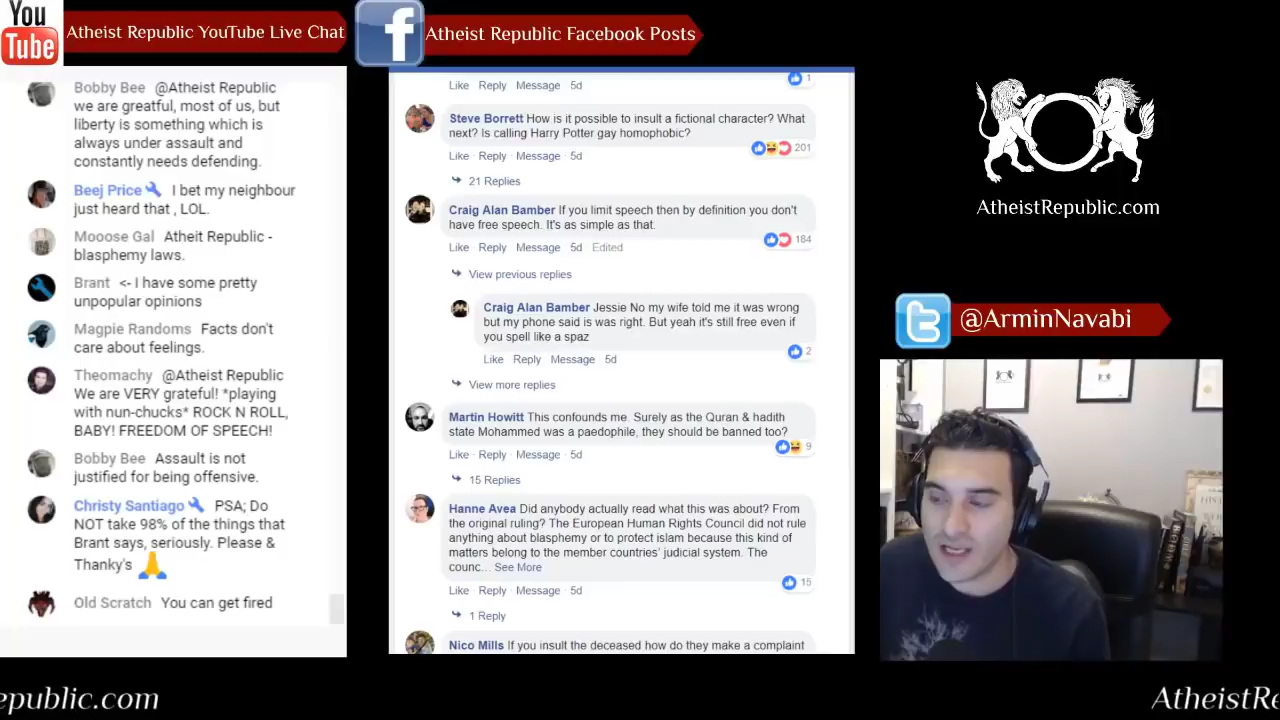 You
Tube
Atheist Republic YouTube Live Chat
f
Atheist Republic Facebook Posts
Bobby Bee @Atheist Republic
we are greatful, most of us, but
liberty is something which is
always under assault and
constantly needs defending.
Beej Price I bet my neighbour
just heard that , LOL.
Mooose Gal Atheit Republic -
blasphemy laws.
Brant <- I have some pretty
unpopular opinions
Magpie Randoms Facts don't
care about feelings.
Theomachy @Atheist Republic
We are VERY grateful! *playing
with nun-chucks* ROCK N ROLL,
BABY! FREEDOM OF SPEECH!
Bobby Bee Assault is not
justified for being offensive.
Christy Santiago PSA; Do
NOT take 98% of the things that
Brant says, seriously. Please &
Thanky's
Old Scratch You can get fired
1
Like Reply Message 5d
Steve Borrett How is it possible to insult a fictional character? What
next? Is calling Harry Potter gay homophobic?
201
Like · Reply · Message · 5d
21 Replies
Craig Alan Bamber If you limit speech then by definition you don't
have free speech. It's as simple as that.
184
Like · Reply · Message · 5d · Edited
View previous replies
Craig Alan Bamber Jessie No my wife told me it was wrong
but my phone said is was right. But yeah it's still free even if
you spell like a spaz
2
Like Reply Message 5d
View more replies
Martin Howitt This confounds me. Surely as the Quran & hadith
state Mohammed was a paedophile, they should be banned too?
9
Like · Reply · Message · 5d
15 Replies
Hanne Avea Did anybody actually read what this was about? From
the original ruling? The European Human Rights Council did not rule
anything about blasphemy or to protect islam because this kind of
matters belong to the member countries' judicial system. The
counc... See More
15
Like · Reply · Message · 5d
1 Reply
Nico Mills If you insult the deceased how do they make a complaint
AtheistRepublic.com
@ArminNavabi
epublic.com
AtheistRe